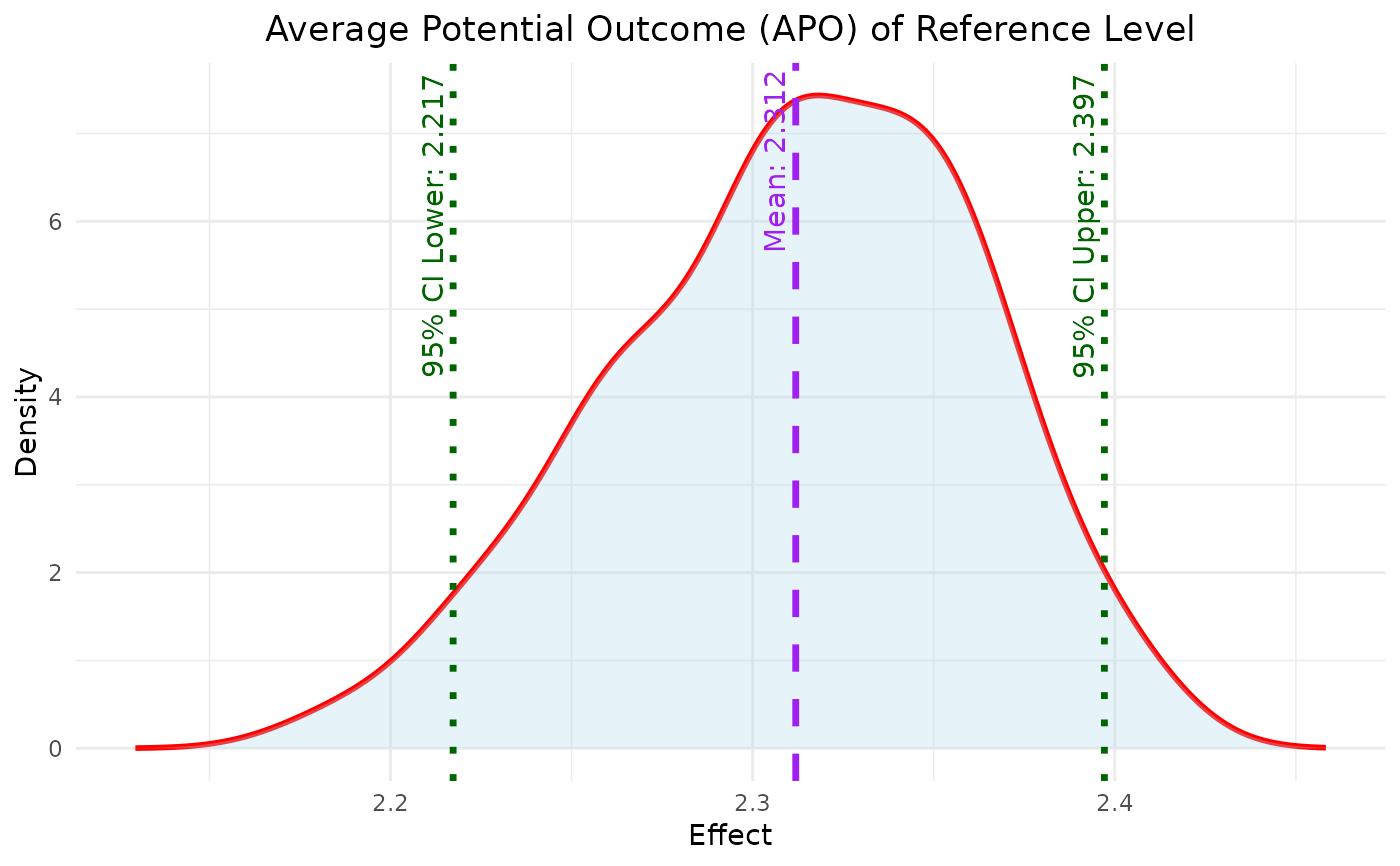 Average Potential Outcome (APO) of Reference Level
95% CI Lower: 2.217
Mean: 2.312
95% CI Upper: 2.397
Density
6
4
2
0
2.2
2.3
2.4
Effect